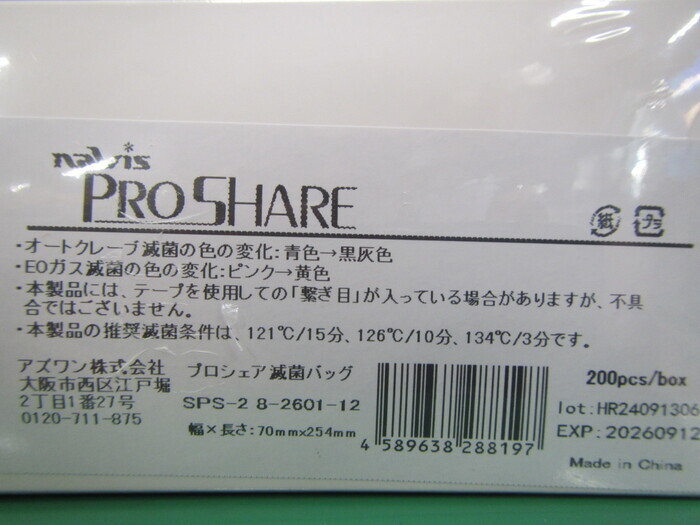 nalvis
PRO SHARE
紙 プラ
・オートクレーブ滅菌の色の変化：青色→黒灰色
・EOガス滅菌の色の変化：ピンク→黄色
・本製品には、テープを使用しての「繋ぎ目」が入っている場合がありますが、不具
合ではございません。
・本製品の推奨滅菌条件は、121℃/15分、126℃/10分、134℃/3分です。
アズワン株式会社
大阪市西区江戸堀
2丁目1番27号
0120-711-875
プロシェア滅菌バッグ
SPS-2 8-2601-12
幅×長さ：70mm×254mm
4 589638 288197
200pcs/box
lot：HR24091306
EXP：20260912
Made in China